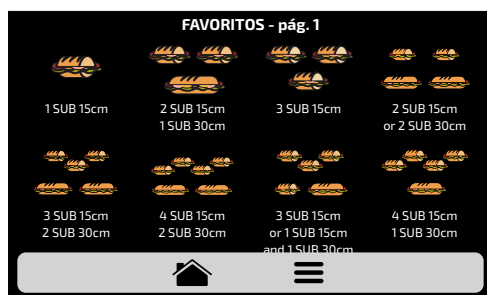 FAVORITOS - pág. 1
1 SUB 15cm
2 SUB 15cm
1 SUB 30cm
3 SUB 15cm
2 SUB 15cm
or 2 SUB 30cm
3 SUB 15cm
2 SUB 30cm
4 SUB 15cm
2 SUB 30cm
3 SUB 15cm
or 1 SUB 15cm
and 1 SUB 30cm
4 SUB 15cm
1 SUB 30cm